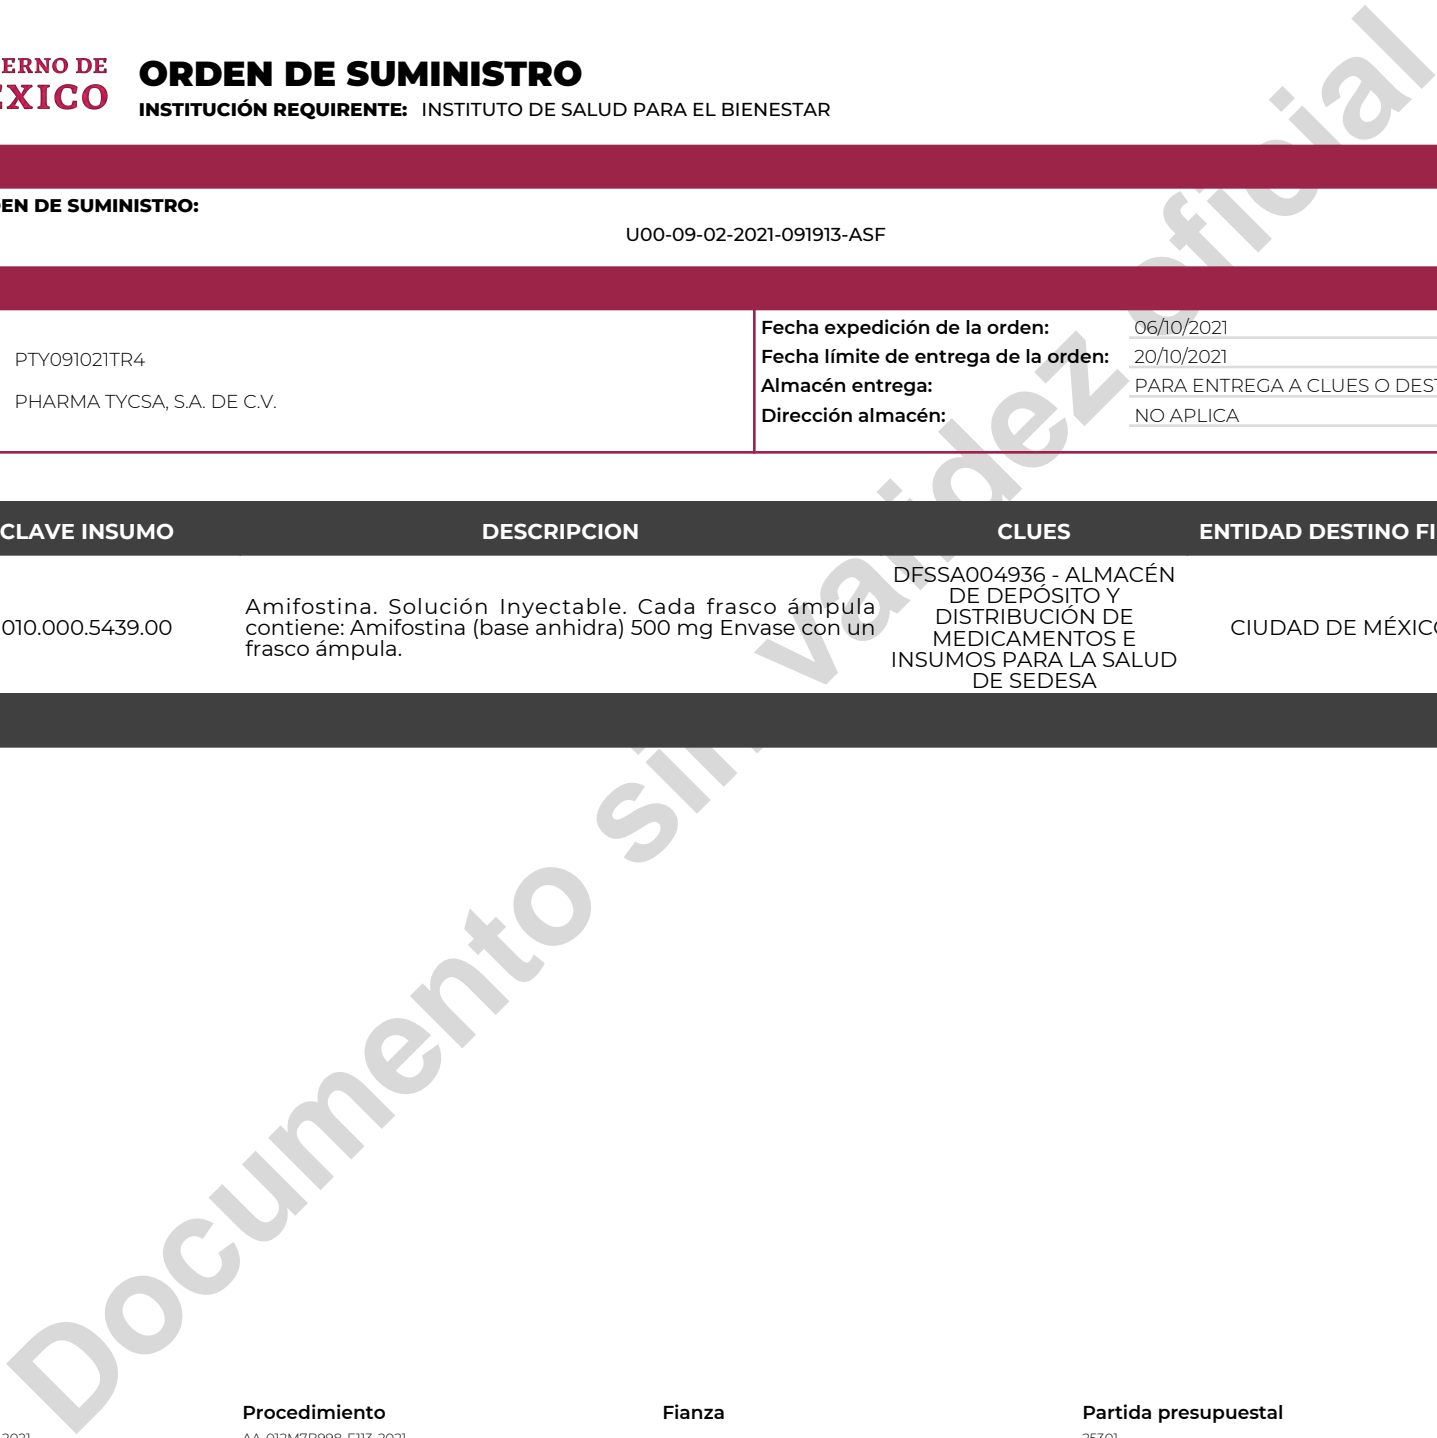 ERNO DE
ÉXICO
ORDEN DE SUMINISTRO
INSTITUCIÓN REQUIRENTE: INSTITUTO DE SALUD PARA EL BIENESTAR
EN DE SUMINISTRO:
U00-09-02-2021-091913-ASF
PTY091021TR4
PHARMA TYCSA, S.A. DE C.V.
Fecha expedición de la orden: 06/10/2021
Fecha límite de entrega de la orden: 20/10/2021
Almacén entrega: PARA ENTREGA A CLUES O DEST
Dirección almacén: NO APLICA
CLAVE INSUMO DESCRIPCION CLUES ENTIDAD DESTINO FI
010.000.5439.00
Amifostina. Solución Inyectable. Cada frasco ámpula
contiene: Amifostina (base anhidra) 500 mg Envase con un
frasco ámpula.
DFSSA004936 - ALMACÉN
DE DEPÓSITO Y
DISTRIBUCIÓN DE
MEDICAMENTOS E
INSUMOS PARA LA SALUD
DE SEDESA
CIUDAD DE MÉXICO
Documento sin validez oficial
Procedimiento Fianza Partida presupuestal